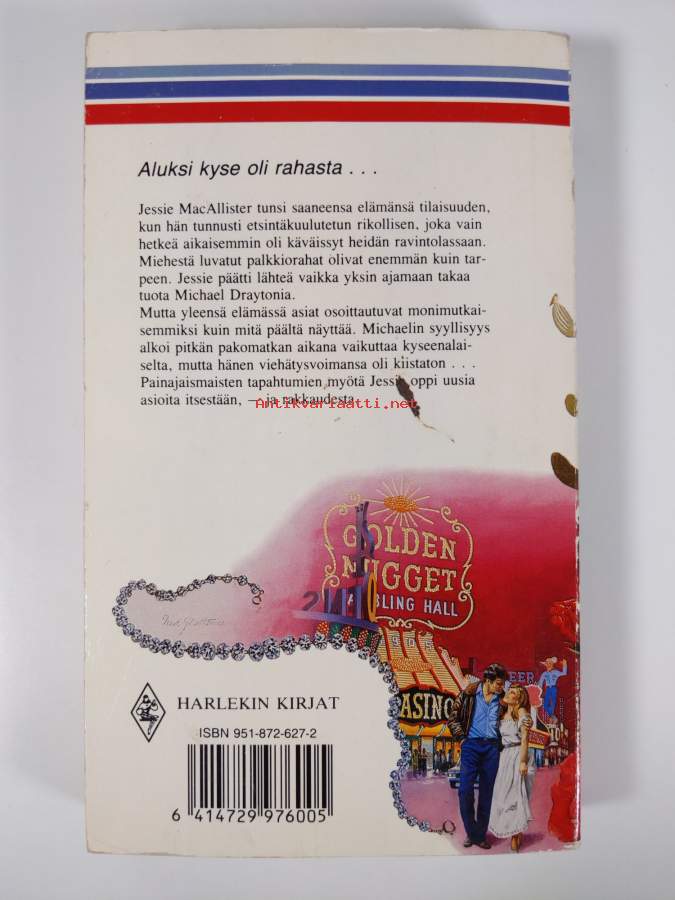 Aluksi kyse oli rahasta . . .
Jessie MacAllister tunsi saaneensa elämänsä tilaisuuden,
kun hän tunnusti etsintäkuulutetun rikollisen, joka vain
hetkeä aikaisemmin oli käväissyt heidän ravintolassaan.
Miehestä luvatut palkkiorahat olivat enemmän kuin tar-
peen. Jessie päätti lähteä vaikka yksin ajamaan takaa
tuota Michael Draytonia.
Mutta yleensä elämässä asiat osoittautuvat monimutkai-
semmiksi kuin mitä päältä näyttää. Michaelin syyllisyys
alkoi pitkän pakomatkan aikana vaikuttaa kyseenalai-
selta, mutta hänen viehätysvoimansa oli kiistaton . . .
Painajaismaisten tapahtumien myötä Jessie oppi uusia
asioita itsestään, — ja rakkaudesta.
Antikvariaatti.net
GOLDEN
NUGGET
BLING HALL
ASINO
HARLEKIN KIRJAT
ISBN 951-872-627-2
6 414729 976005